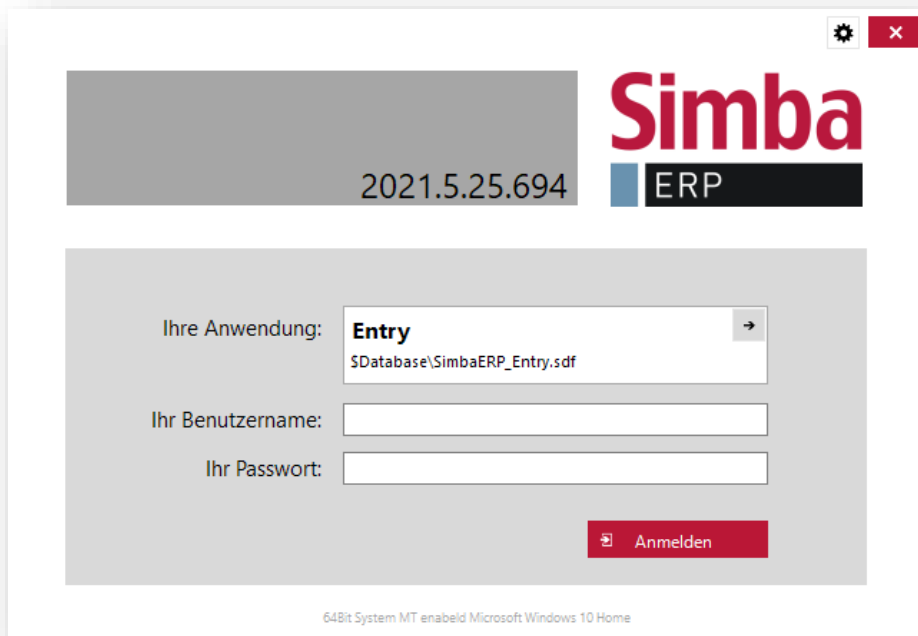 Simba
ERP
2021.5.25.694
Ihre Anwendung:
Entry
$Database\SimbaERP_Entry.sdf
Ihr Benutzername:
Ihr Passwort:
Anmelden
64Bit System MT enabeld Microsoft Windows 10 Home